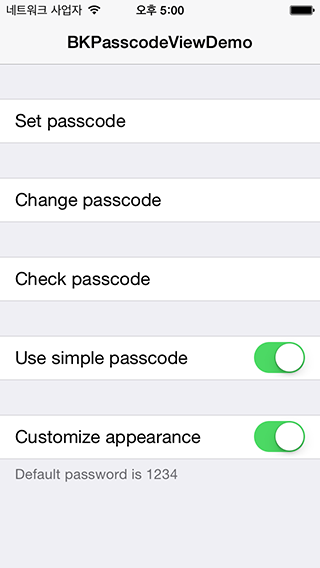 네트워크 사업자 오후 5:00
BKPasscodeViewDemo
Set passcode
Change passcode
Check passcode
Use simple passcode
Customize appearance
Default password is 1234